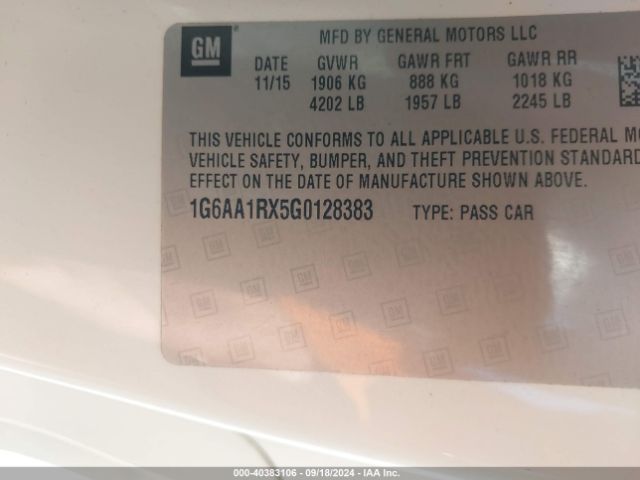 GM
MFD BY GENERAL MOTORS LLC
DATE GVWR GAWR FRT GAWR RR
11/15 1906 KG 888 KG 1018 KG
4202 LB 1957 LB 2245 LB
THIS VEHICLE CONFORMS TO ALL APPLICABLE U.S. FEDERAL MO
VEHICLE SAFETY, BUMPER, AND THEFT PREVENTION STANDARD
EFFECT ON THE DATE OF MANUFACTURE SHOWN ABOVE.
1G6AA1RX5G0128383 TYPE: PASS CAR
© 40383106 - 09/18/2024 - IAA Inc.